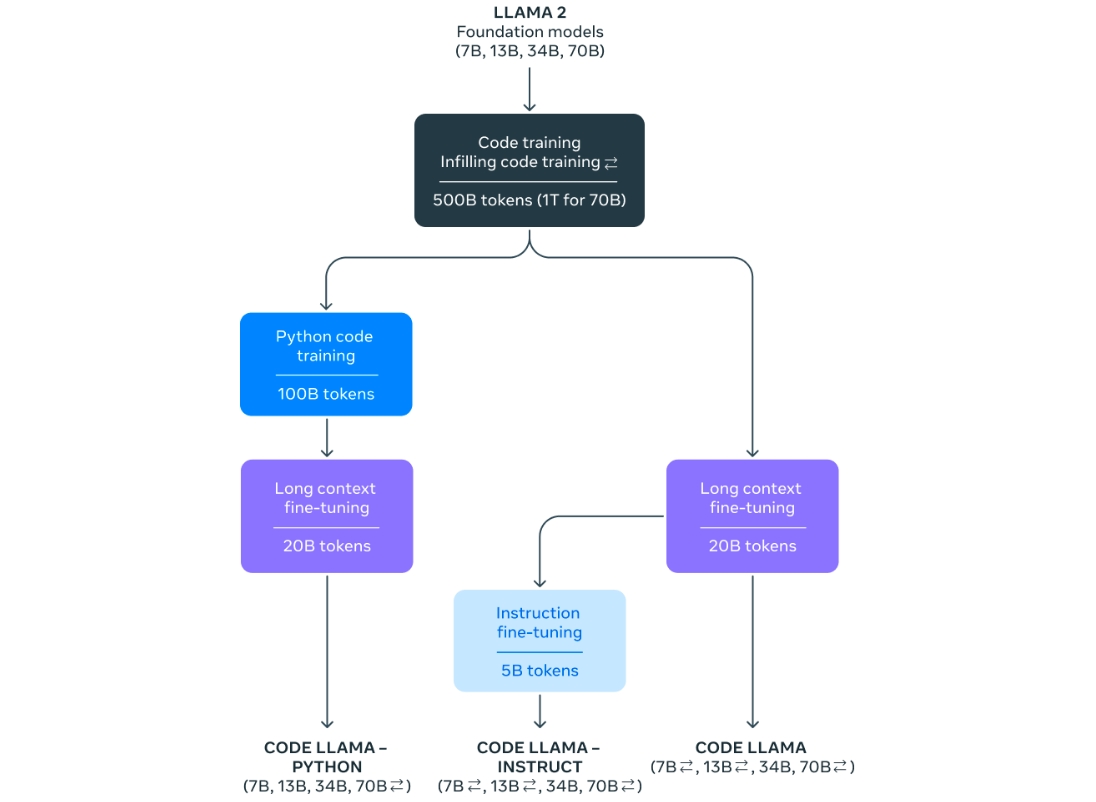 LLAMA 2
Foundation models
(7B, 13B, 34B, 70B)
Code training
Infilling code training ⇄
500B tokens (1T for 70B)
Python code
training
100B tokens
Long context
fine-tuning
20B tokens
Long context
fine-tuning
20B tokens
Instruction
fine-tuning
5B tokens
CODE LLAMA –
PYTHON
(7B, 13B, 34B, 70B⇄)
CODE LLAMA –
INSTRUCT
(7B⇄, 13B⇄, 34B, 70B⇄)
CODE LLAMA
(7B⇄, 13B⇄, 34B, 70B⇄)